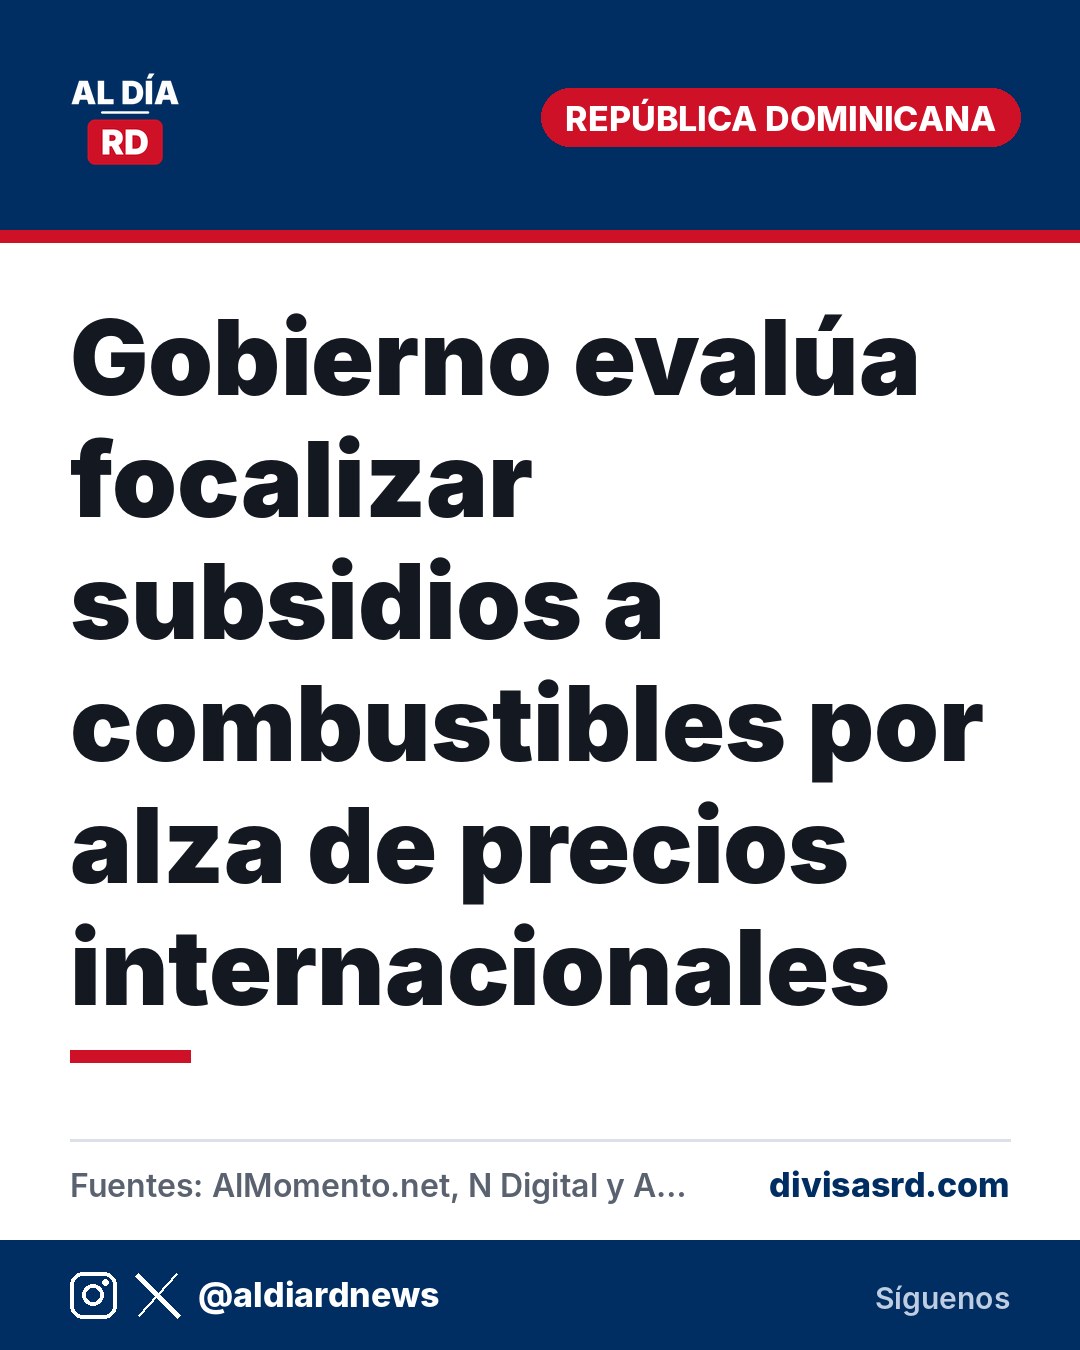 AL DÍA
RD
REPÚBLICA DOMINICANA
Gobierno evalúa
focalizar
subsidios a
combustibles por
alza de precios
internacionales
Fuentes: AlMomento.net, N Digital y A...
divisasrd.com
@aldiardnews
Síguenos